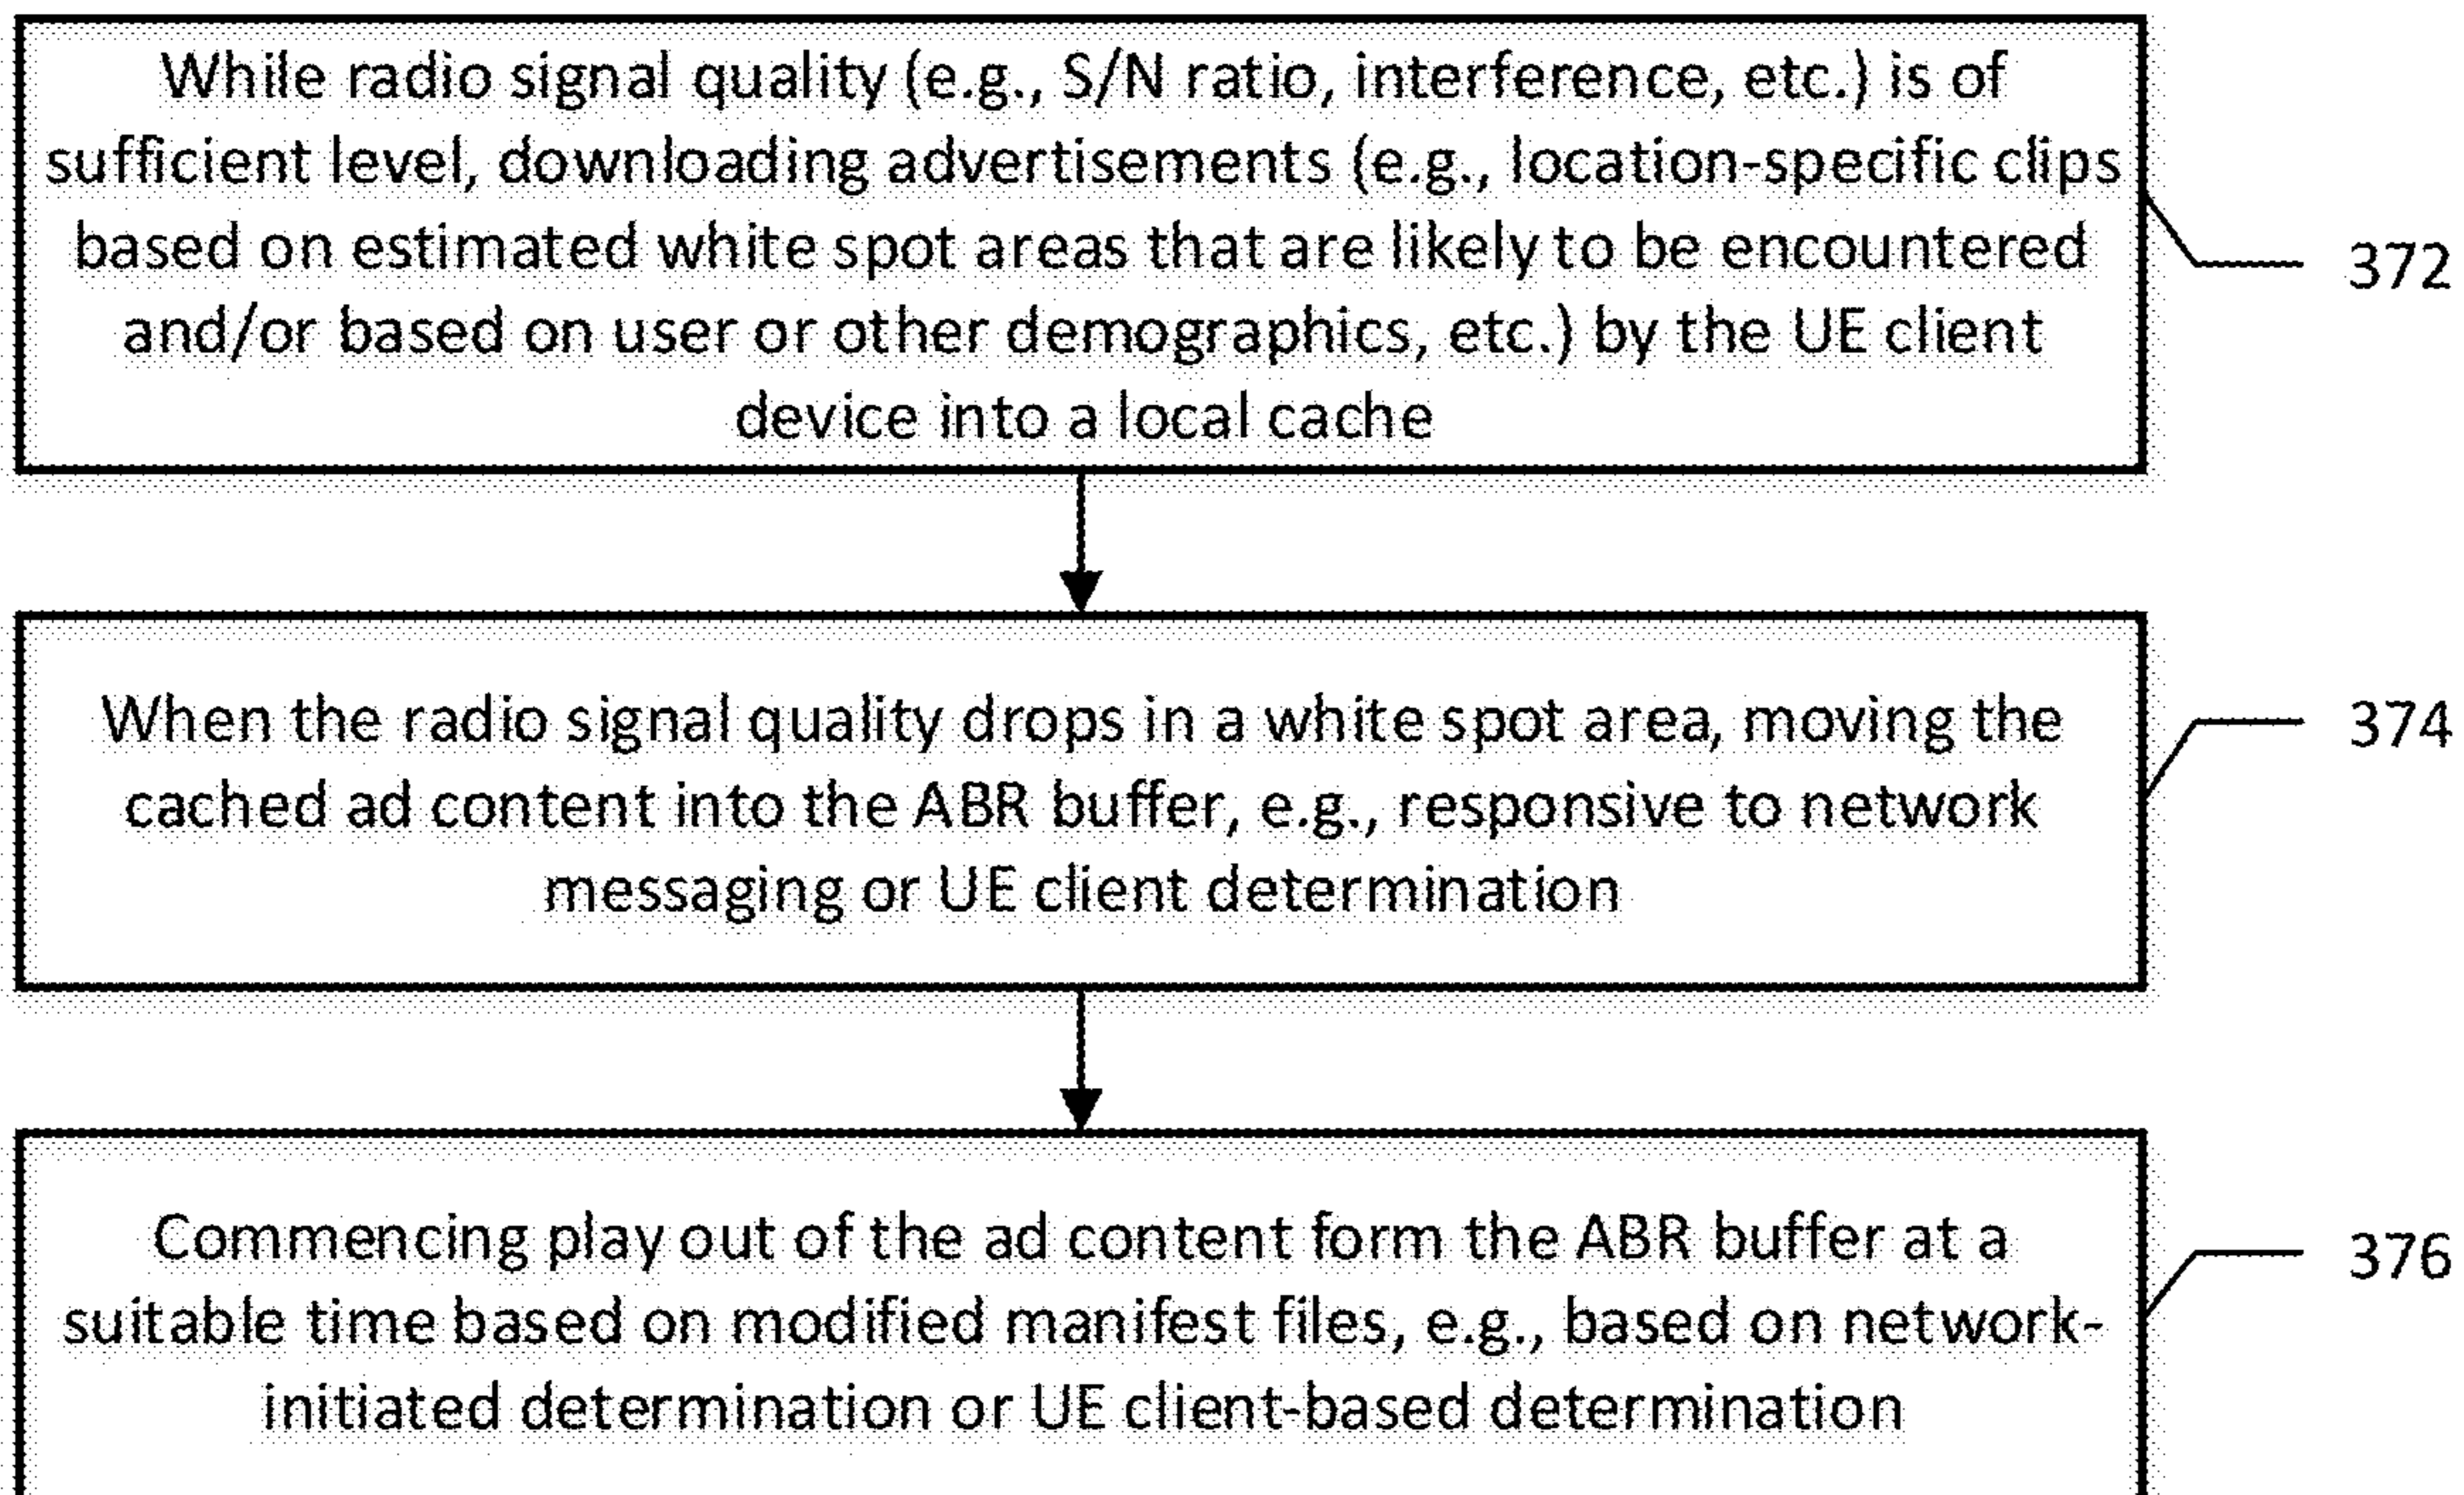 While radio signal quality (e.g., S/N ratio, interference, etc.) is of
sufficient level, downloading advertisements (e.g., location-specific clips
based on estimated white spot areas that are likely to be encountered
and/or based on user or other demographics, etc.) by the UE client
device into a local cache
372
When the radio signal quality drops in a white spot area, moving the
cached ad content into the ABR buffer, e.g., responsive to network
messaging or UE client determination
374
Commencing play out of the ad content form the ABR buffer at a
suitable time based on modified manifest files, e.g., based on network-
initiated determination or UE client-based determination
376